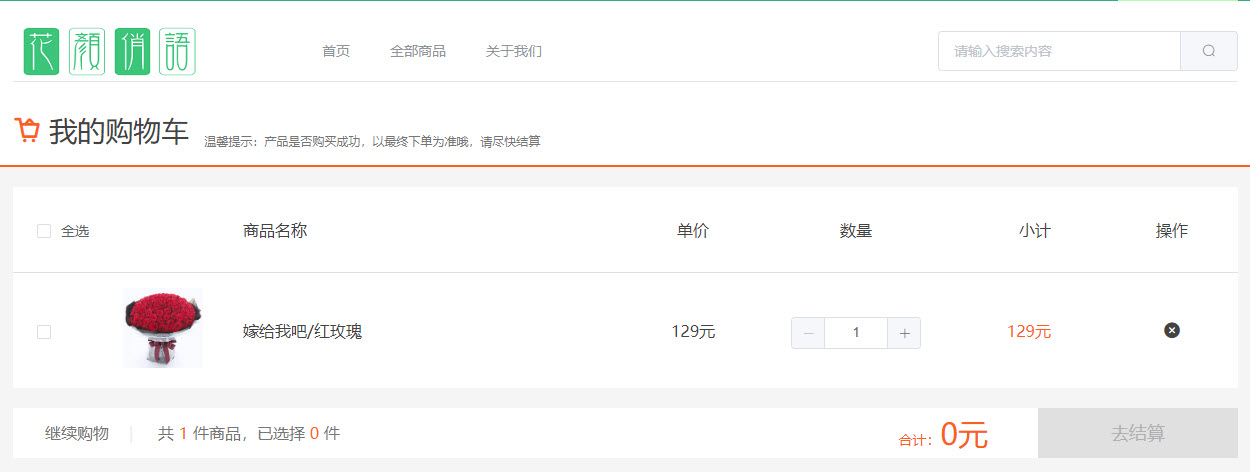 花顏俏語
首页 全部商品 关于我们 请输入搜索内容
我的购物车 温馨提示：产品是否购买成功，以最终下单为准哦，请尽快结算
全选 商品名称 单价 数量 小计 操作
嫁给我吧/红玫瑰 129元 1 129元
继续购物 共 1 件商品，已选择 0 件 合计：0元 去结算